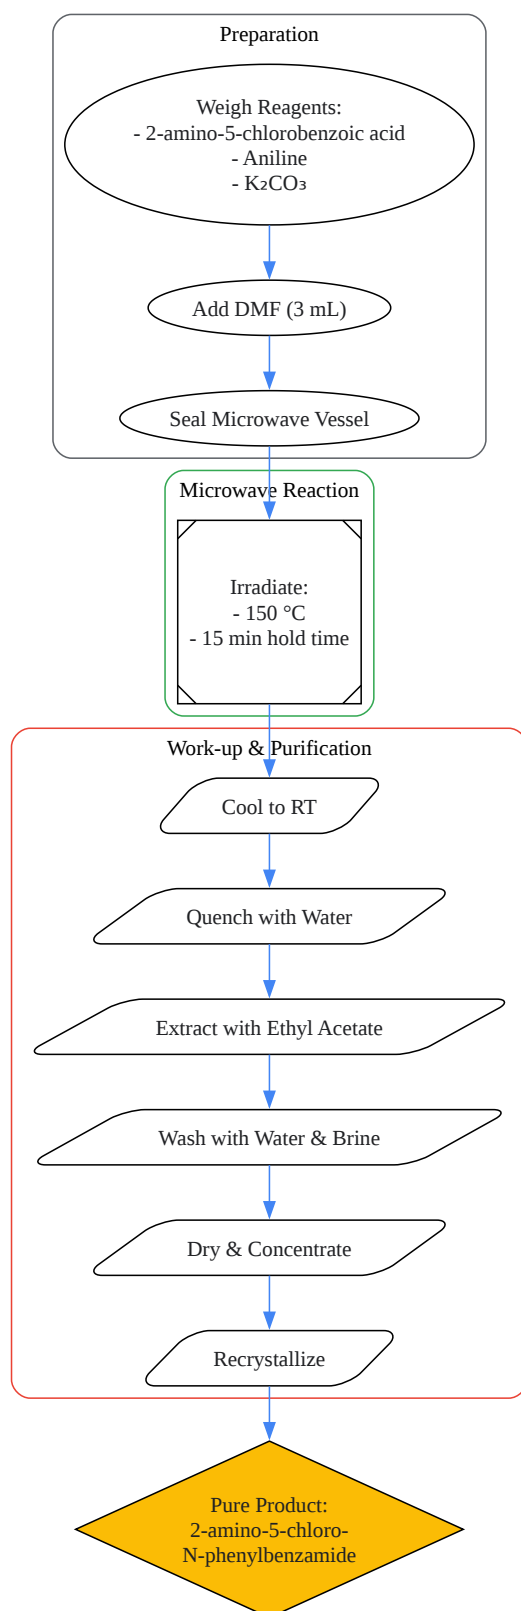 Preparation
Weigh Reagents:
- 2-amino-5-chlorobenzoic acid
- Aniline
- K₂CO₃
Add DMF (3 mL)
Seal Microwave Vessel
Microwave Reaction
Irradiate:
- 150 °C
- 15 min hold time
Work-up & Purification
Cool to RT
Quench with Water
Extract with Ethyl Acetate
Wash with Water & Brine
Dry & Concentrate
Recrystallize
Pure Product:
2-amino-5-chloro-
N-phenylbenzamide